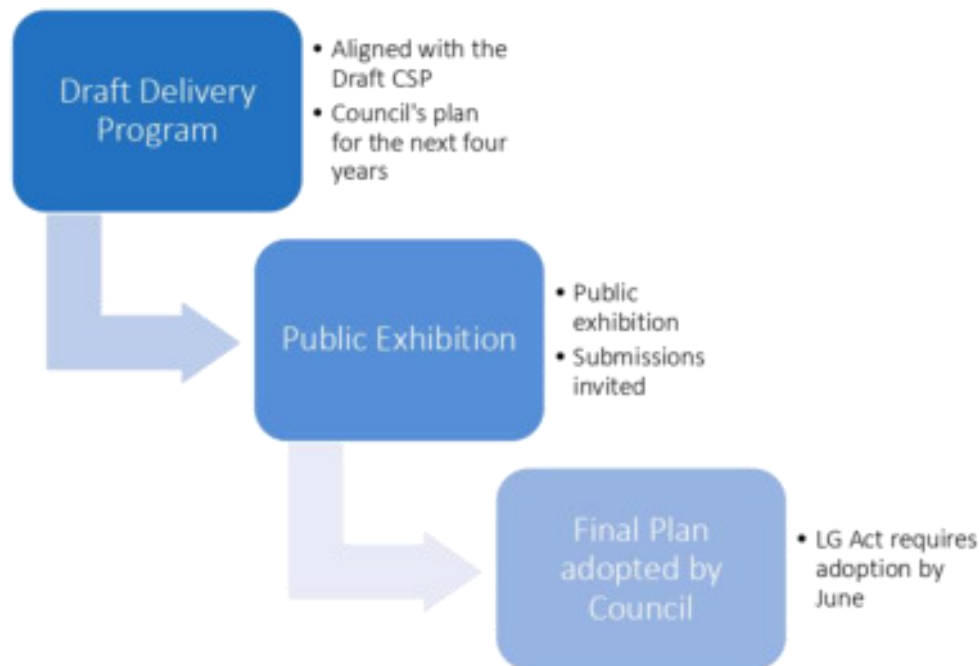 Draft Delivery
Program
• Aligned with the
Draft CSP
• Council's plan
for the next four
years
Public Exhibition
• Public
exhibition
• Submissions
invited
Final Plan
adopted by
Council
• LG Act requires
adoption by
June